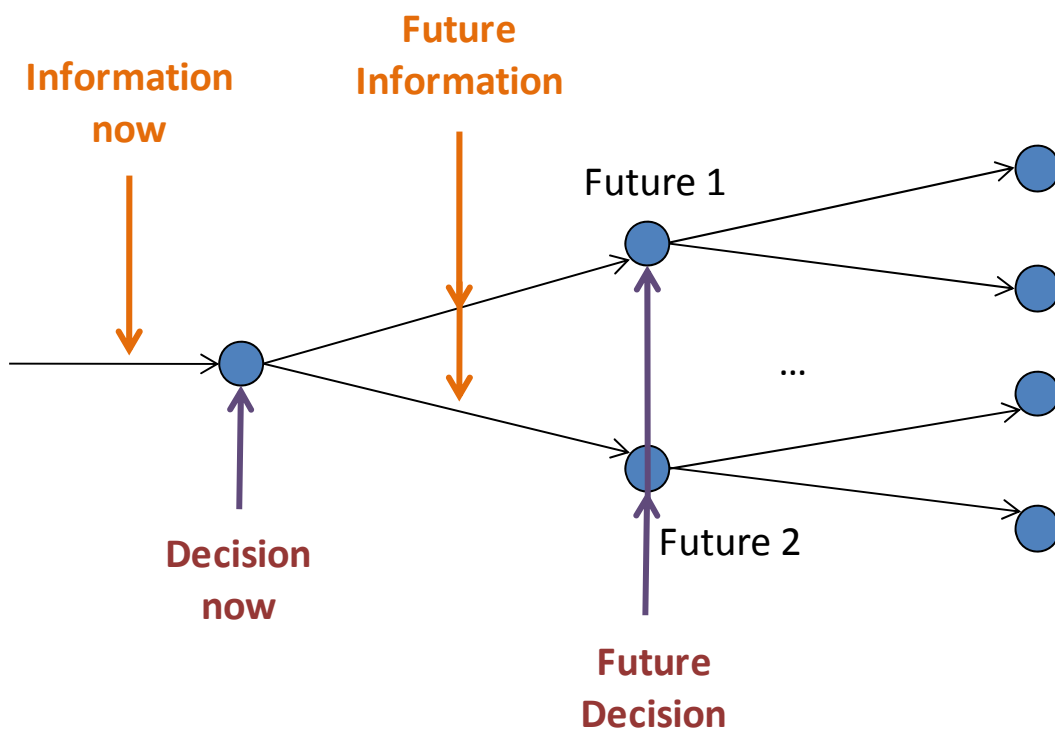 Future
Information
Information
now
Future 1
...
Future 2
Decision
now
Future
Decision